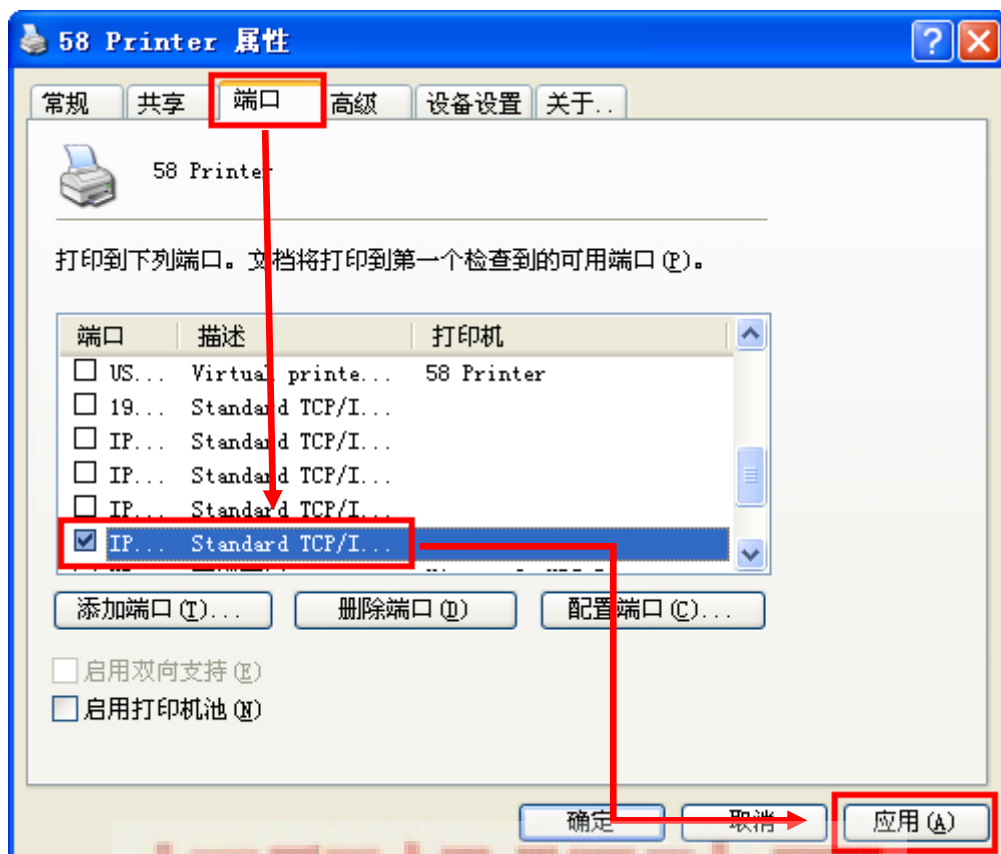 58 Printer 属性
常规 共享 端口 高级 设备设置 关于..
58 Printer
打印到下列端口。文档将打印到第一个检查到的可用端口(P)。
端口 描述 打印机
US... Virtual printe... 58 Printer
19... Standard TCP/I...
IP... Standard TCP/I...
IP... Standard TCP/I...
IP... Standard TCP/I...
IP... Standard TCP/I...
添加端口(T)... 删除端口(D) 配置端口(C)...
启用双向支持(E)
启用打印机池(N)
确定 取消 应用(A)